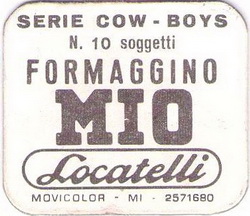 SERIE COW - BOYS
N. 10 soggetti
FORMAGGINO
MIO
Locatelli
MOVICOLOR - MI - 2571680